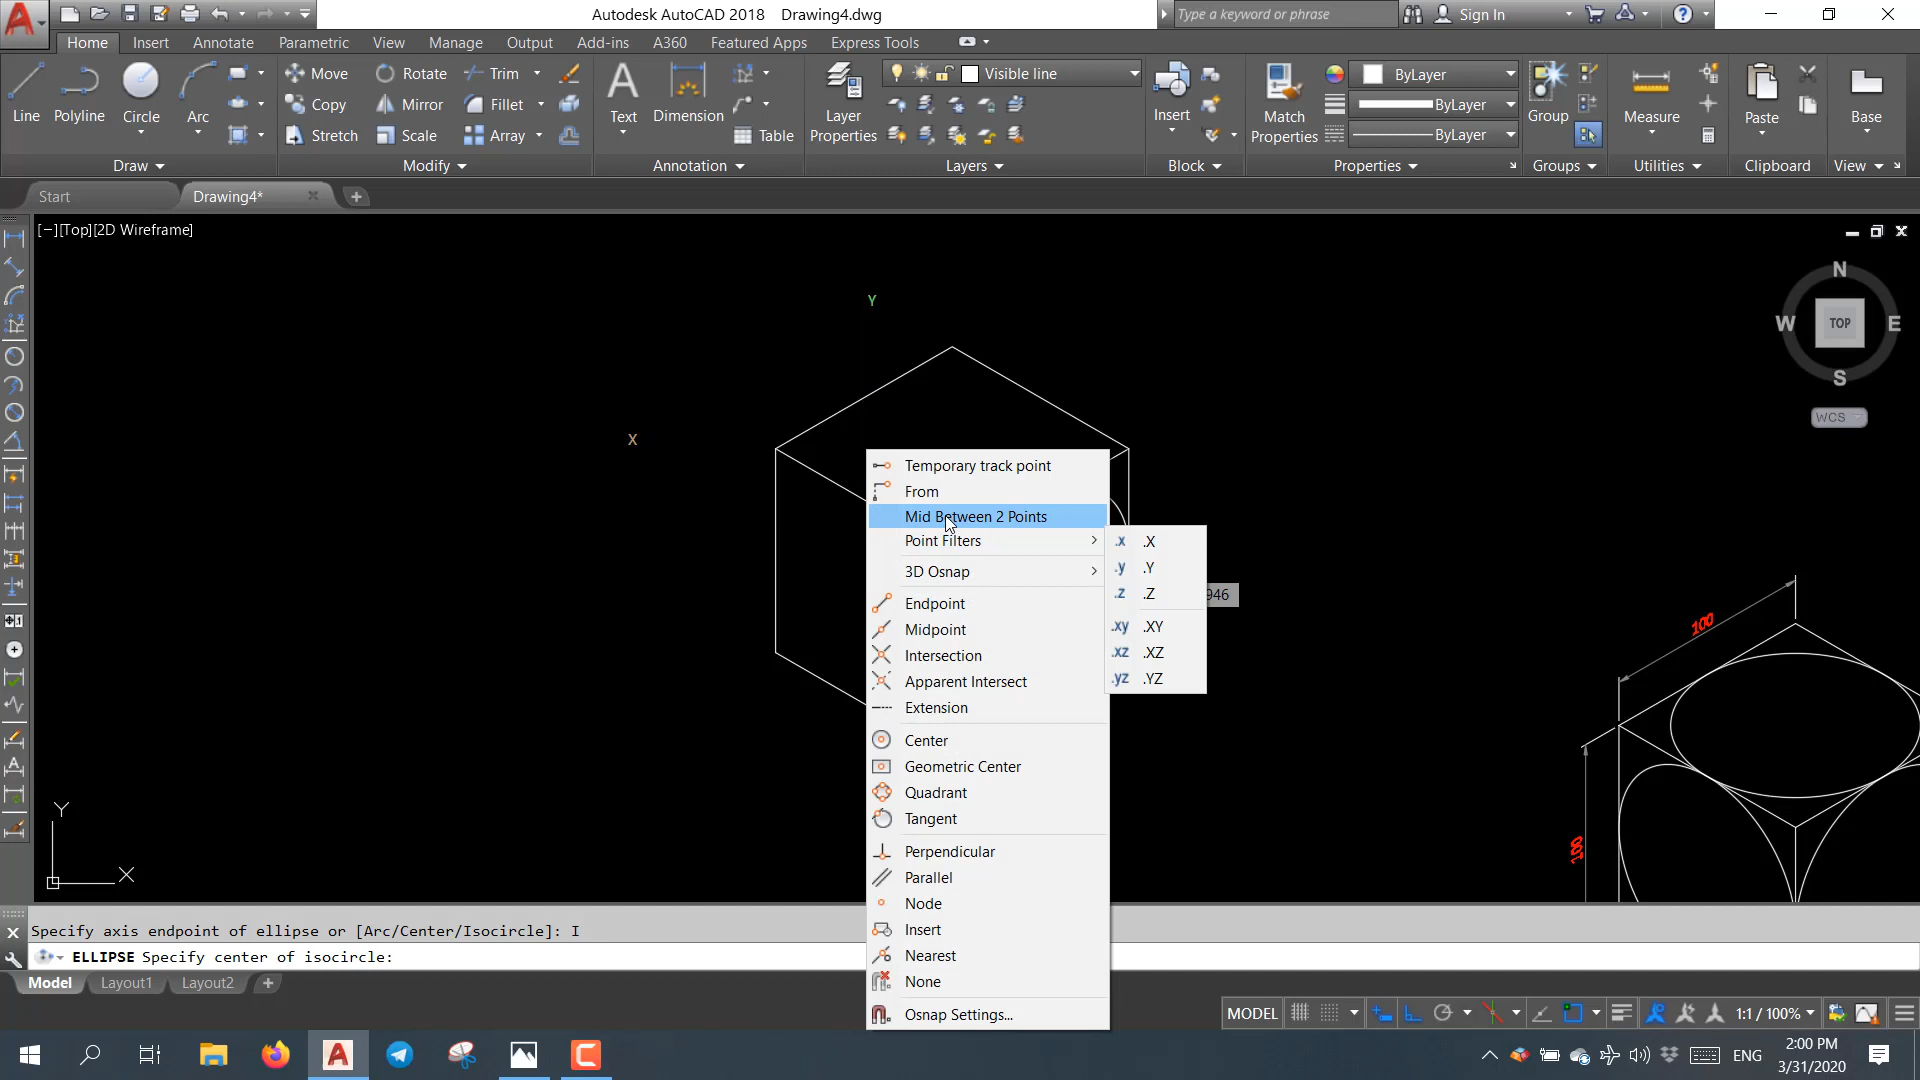 Autodesk AutoCAD 2018 Drawing4.dwg
Type a keyword or phrase
Sign In
Home Insert Annotate Parametric View Manage Output Add-ins A360 Featured Apps Express Tools
Line
Polyline
Circle
Arc
Draw
Move
Rotate
Trim
Copy
Mirror
Fillet
Stretch
Scale
Array
Modify
Text
Dimension
Table
Annotation
Layer
Properties
Visible line
Layers
Insert
Block
Match
Properties
ByLayer
ByLayer
ByLayer
Properties
Group
Groups
Measure
Utilities
Paste
Clipboard
Base
View
Start
Drawing4*
[−][Top][2D Wireframe]
N
W
TOP
E
S
WCS
Y
X
Temporary track point
From
Mid Between 2 Points
Point Filters
3D Osnap
Endpoint
Midpoint
Intersection
Apparent Intersect
Extension
Center
Geometric Center
Quadrant
Tangent
Perpendicular
Parallel
Node
Insert
Nearest
None
Osnap Settings...
.x .X
.y .Y
.z .Z
.xy .XY
.xz .XZ
.yz .YZ
946
100
100
Y
X
Specify axis endpoint of ellipse or [Arc/Center/Isocircle]: I
ELLIPSE Specify center of isocircle:
Model Layout1 Layout2
MODEL
1:1 / 100%
ENG
2:00 PM
3/31/2020